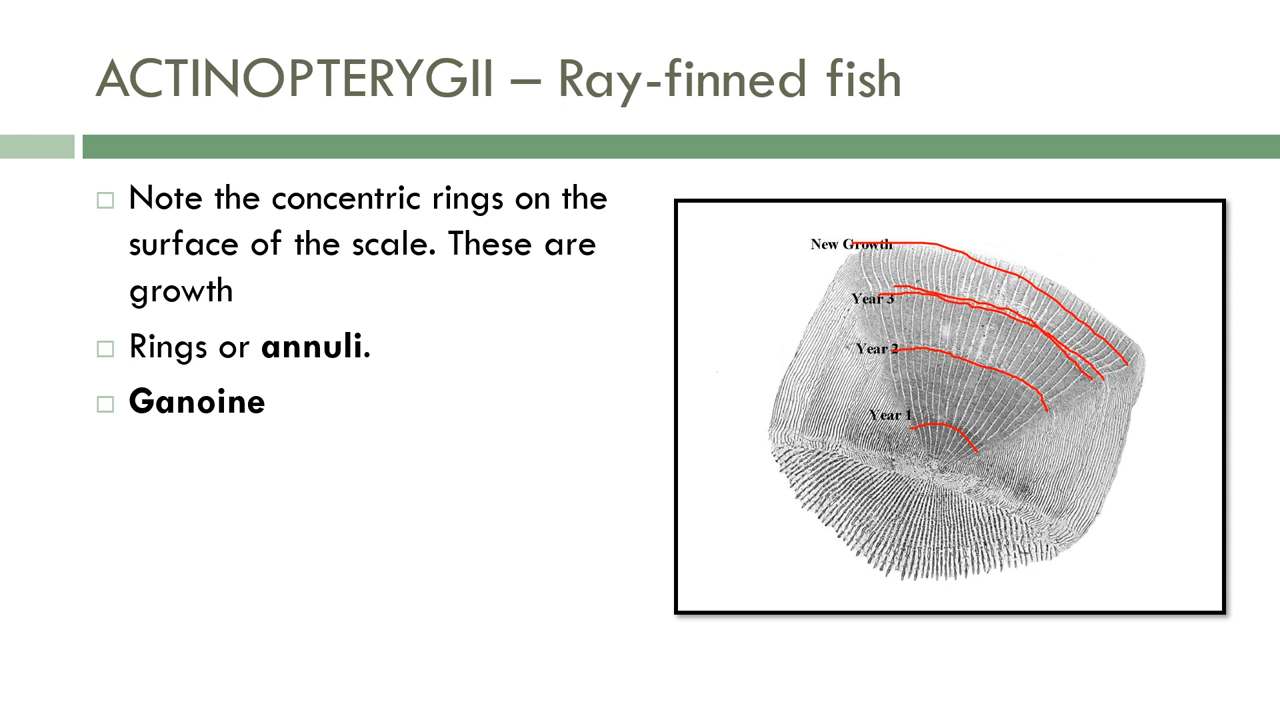 ACTINOPTERYGII – Ray-finned fish
Note the concentric rings on the
surface of the scale. These are
growth
Rings or annuli.
Ganoine
New Growth
Year 3
Year 2
Year 1